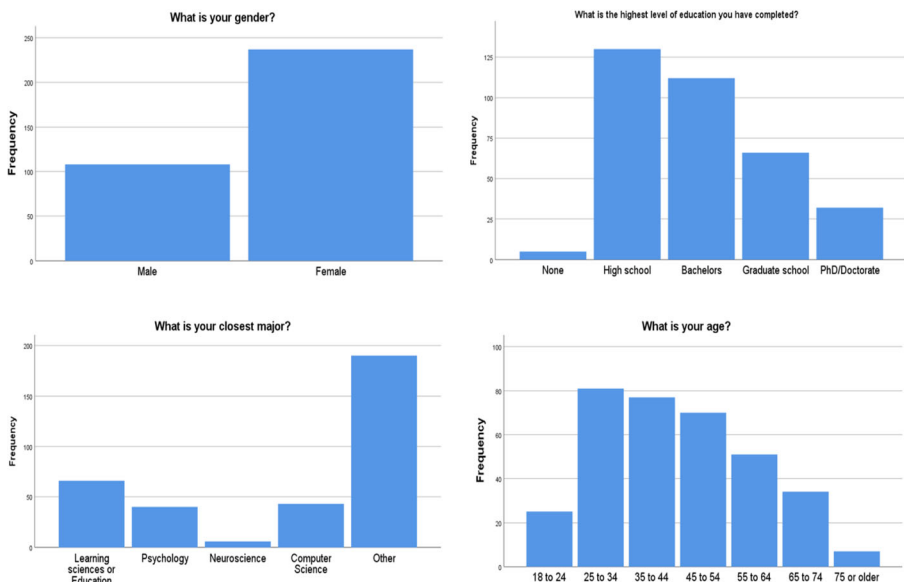 What is your gender?
Frequency
250
200
150
100
50
0
Male Female
What is the highest level of education you have completed?
Frequency
125
100
75
50
25
0
None High school Bachelors Graduate school PhD/Doctorate
What is your closest major?
Frequency
200
150
100
50
0
Learning Psychology Neuroscience Computer Other
sciences or Science
Education
What is your age?
Frequency
100
80
60
40
20
0
18 to 24 25 to 34 35 to 44 45 to 54 55 to 64 65 to 74 75 or older